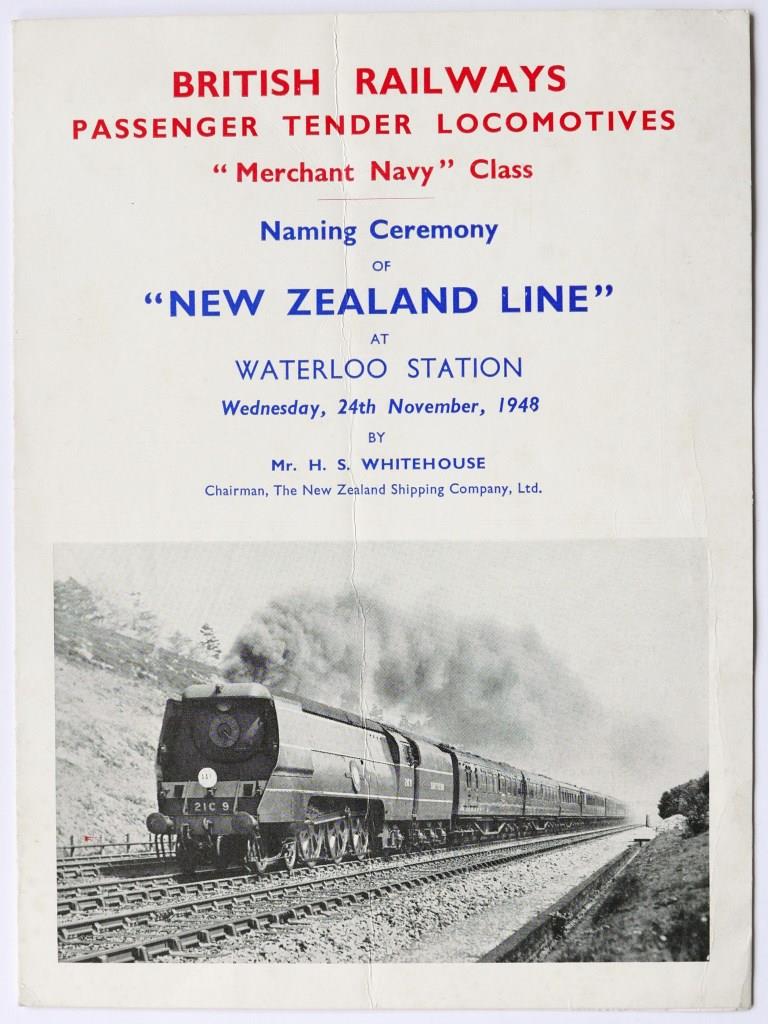 BRITISH RAILWAYS
PASSENGER TENDER LOCOMOTIVES
“Merchant Navy” Class
Naming Ceremony
OF
“NEW ZEALAND LINE”
AT
WATERLOO STATION
Wednesday, 24th November, 1948
BY
Mr. H. S. WHITEHOUSE
Chairman, The New Zealand Shipping Company, Ltd.
21C 9